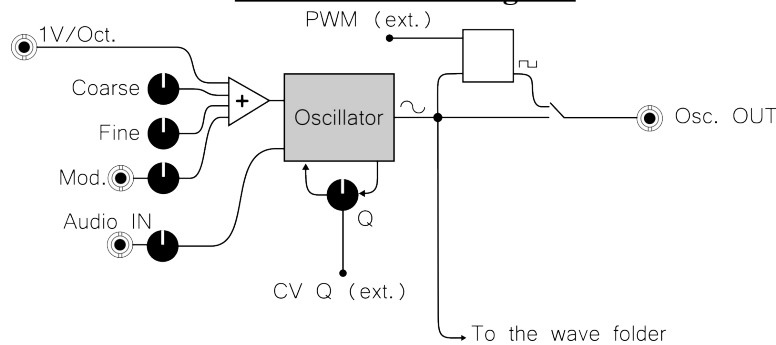 PWM (ext.)
1V/Oct.
Coarse
+
Oscillator
Osc. OUT
Fine
Mod.
Audio IN
Q
CV Q (ext.)
To the wave folder